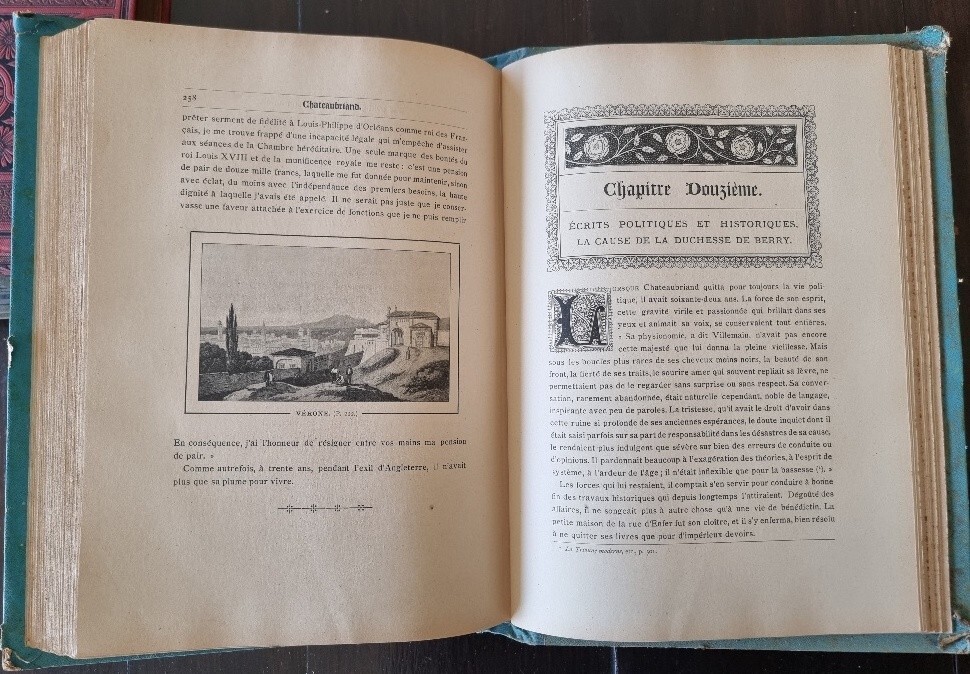 258
Chateaubriand.
prêter serment de fidélité à Louis-Philippe d'Orléans comme roi des Fran-
çais, je me trouve frappé d'une incapacité légale qui m'empêche d'assister
aux séances de la Chambre héréditaire. Une seule marque des bontés du
roi Louis XVIII et de la munificence royale me reste : c'est une pension
de pair de douze mille francs, laquelle me fut donnée pour maintenir, sinon
avec éclat, du moins avec l'indépendance des premiers besoins, la haute
dignité à laquelle j'avais été appelé. Il ne serait pas juste que je conser-
vasse une faveur attachée à l'exercice de fonctions que je ne puis remplir
VÉRONE. (P. 222.)
En conséquence, j'ai l'honneur de résigner entre vos mains ma pension
de pair. »
Comme autrefois, à trente ans, pendant l'exil d'Angleterre, il n'avait
plus que sa plume pour vivre.
Chapitre Douzième.
ÉCRITS POLITIQUES ET HISTORIQUES.
LA CAUSE DE LA DUCHESSE DE BERRY.
LORSQUE Chateaubriand quitta pour toujours la vie poli-
tique, il avait soixante-deux ans. La force de son esprit,
cette gravité virile et passionnée qui brillait dans ses
yeux et animait sa voix, se conservaient tout entières.
« Sa physionomie, a dit Villemain, n'avait pas encore
cette majesté que lui donna la pleine vieillesse. Mais
sous les boucles plus rares de ses cheveux moins noirs, la beauté de son
front, la fierté de ses traits, le sourire amer qui souvent repliait sa lèvre, ne
permettaient pas de le regarder sans surprise ou sans respect. Sa conver-
sation, rarement abandonnée, était naturelle cependant, noble de langage,
inspirante avec peu de paroles. La tristesse, qu'il avait le droit d'avoir dans
cette ruine si profonde de ses anciennes espérances, le doute inquiet dont il
était saisi parfois sur sa part de responsabilité dans les désastres de sa cause,
le rendaient plus indulgent que sévère sur bien des erreurs de conduite ou
d'opinions. Il pardonnait beaucoup à l'exagération des théories, à l'esprit de
système, à l'ardeur de l'âge ; il n'était inflexible que pour la bassesse (¹). »
Les forces qui lui restaient, il comptait s'en servir pour conduire à bonne
fin des travaux historiques qui depuis longtemps l'attiraient. Dégoûté des
affaires, il ne songeait plus à autre chose qu'à une vie de bénédictin. La
petite maison de la rue d'Enfer fut son cloître, et il s'y enferma, bien résolu
à ne quitter ses livres que pour d'impérieux devoirs.
¹ La Tribune moderne, etc., p. 501.